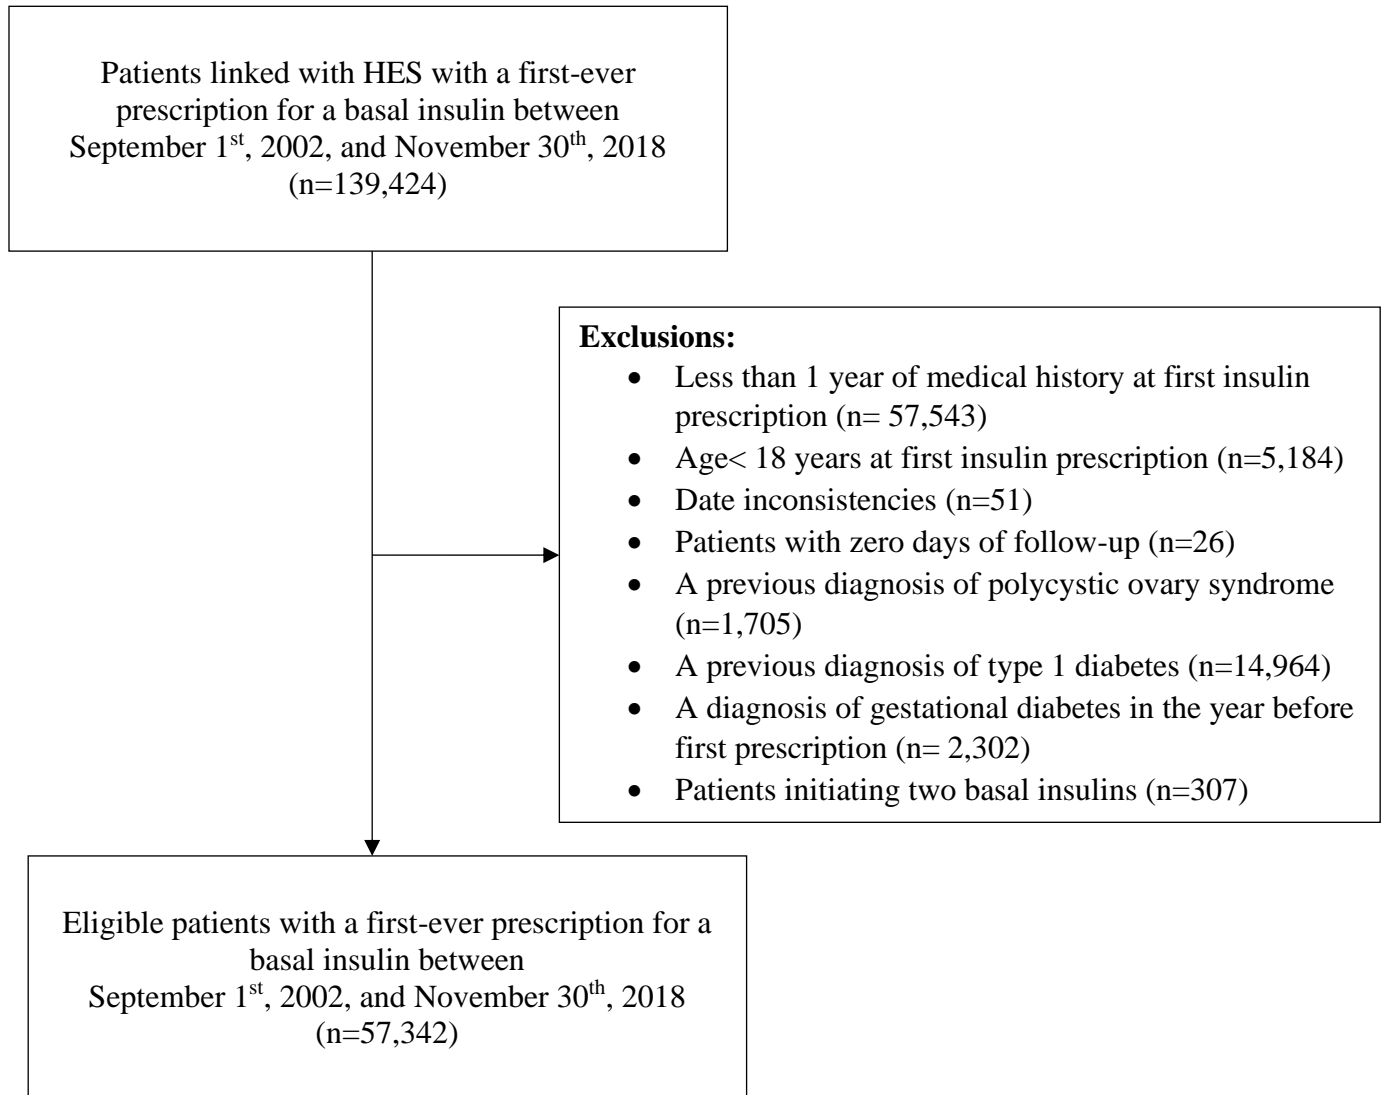 Patients linked with HES with a first-ever
prescription for a basal insulin between
September 1st, 2002, and November 30th, 2018
(n=139,424)
Exclusions:
• Less than 1 year of medical history at first insulin
prescription (n= 57,543)
• Age< 18 years at first insulin prescription (n=5,184)
• Date inconsistencies (n=51)
• Patients with zero days of follow-up (n=26)
• A previous diagnosis of polycystic ovary syndrome
(n=1,705)
• A previous diagnosis of type 1 diabetes (n=14,964)
• A diagnosis of gestational diabetes in the year before
first prescription (n= 2,302)
• Patients initiating two basal insulins (n=307)
Eligible patients with a first-ever prescription for a
basal insulin between
September 1st, 2002, and November 30th, 2018
(n=57,342)